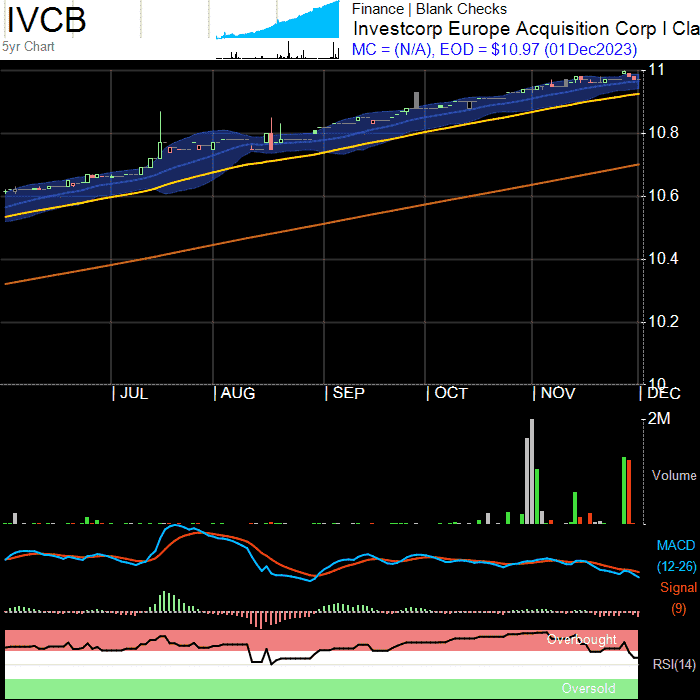 IVCB
5yr Chart
Finance | Blank Checks
Investcorp Europe Acquisition Corp I Cla
MC = (N/A), EOD = $10.97 (01Dec2023)
11
10.8
10.6
10.4
10.2
10
JUL AUG SEP OCT NOV DEC
2M
Volume
MACD
(12-26)
Signal
(9)
Overbought
RSI(14)
Oversold